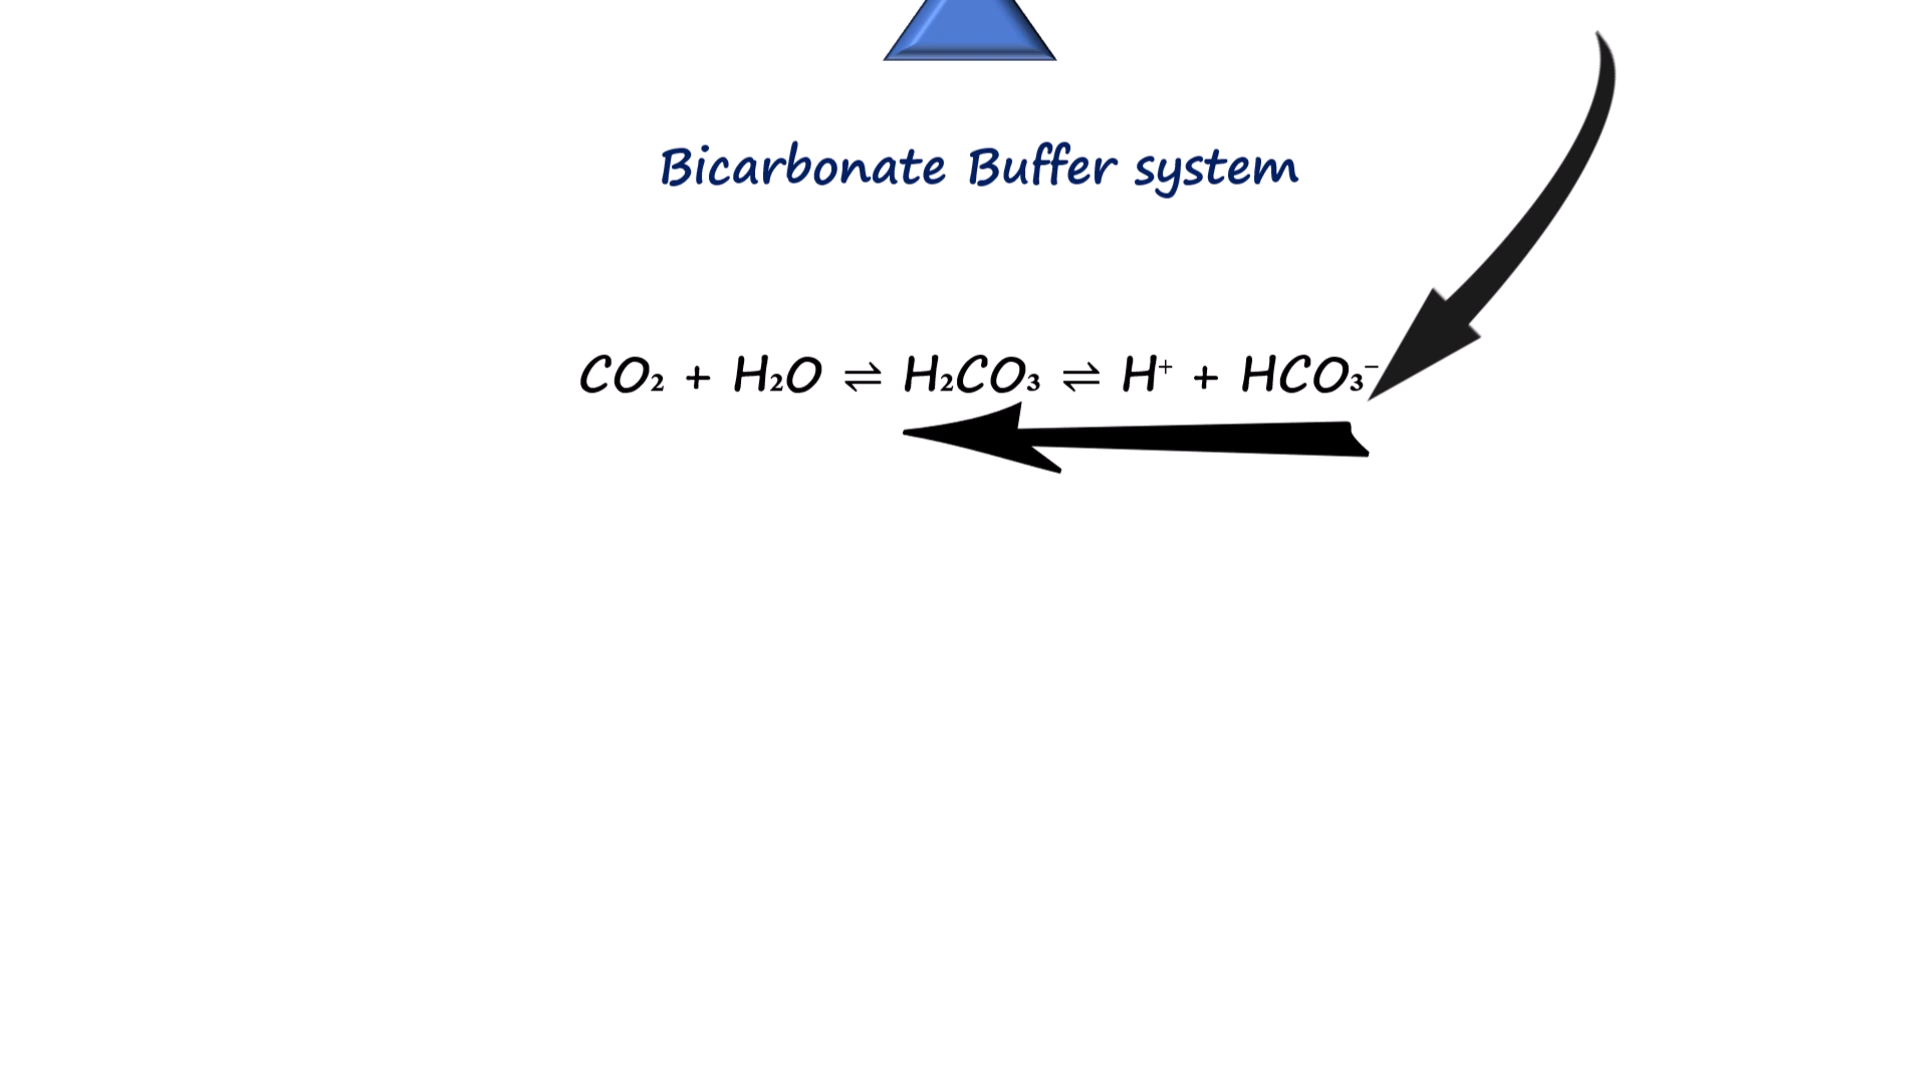 Bicarbonate Buffer system
CO₂ + H₂O ⇌ H₂CO₃ ⇌ H⁺ + HCO₃⁻